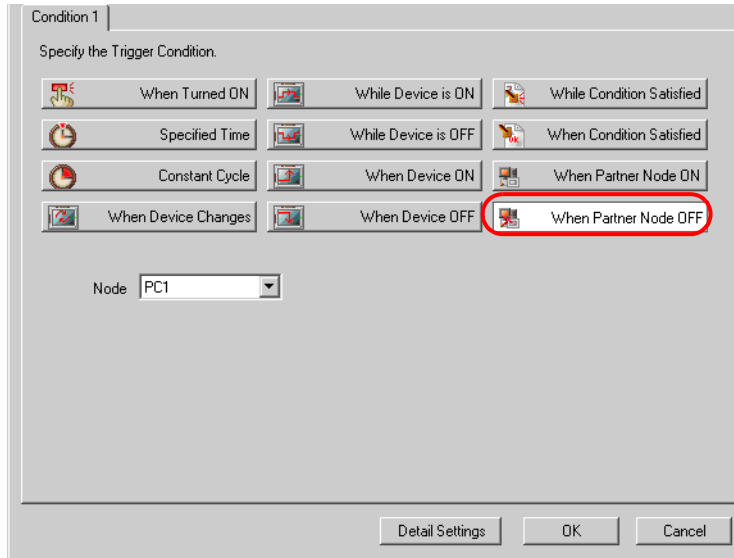 Condition 1
Specify the Trigger Condition.
When Turned ON While Device is ON While Condition Satisfied
Specified Time While Device is OFF When Condition Satisfied
Constant Cycle When Device ON When Partner Node ON
When Device Changes When Device OFF When Partner Node OFF
Node PC1
Detail Settings OK Cancel